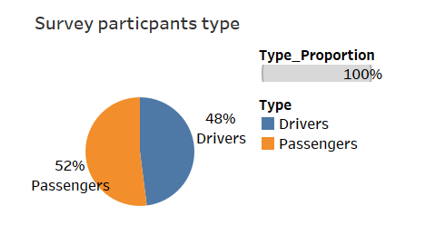 Survey particpants type
Type_Proportion
100%
Type
Drivers
Passengers
48%
Drivers
52%
Passengers